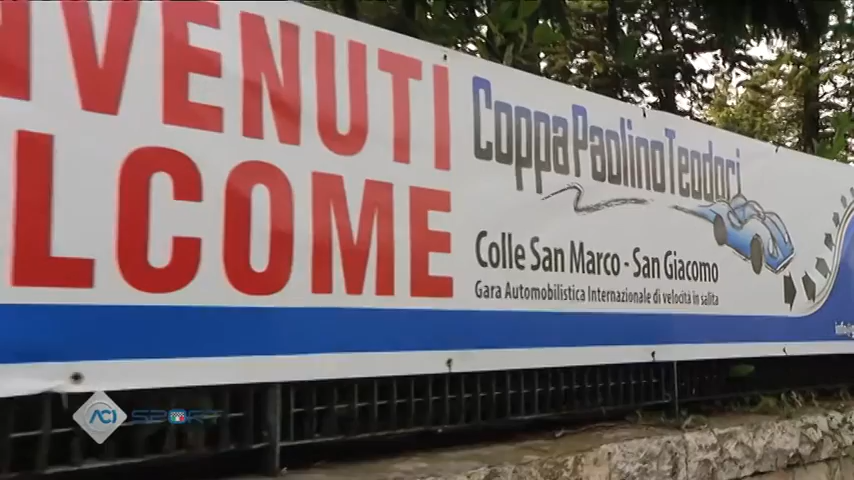 NVENUTI
LCOME
CoppaPaolinoTeodori
Colle San Marco - San Giacomo
Gara Automobilistica Internazionale di velocità in salita
ACI SPORT